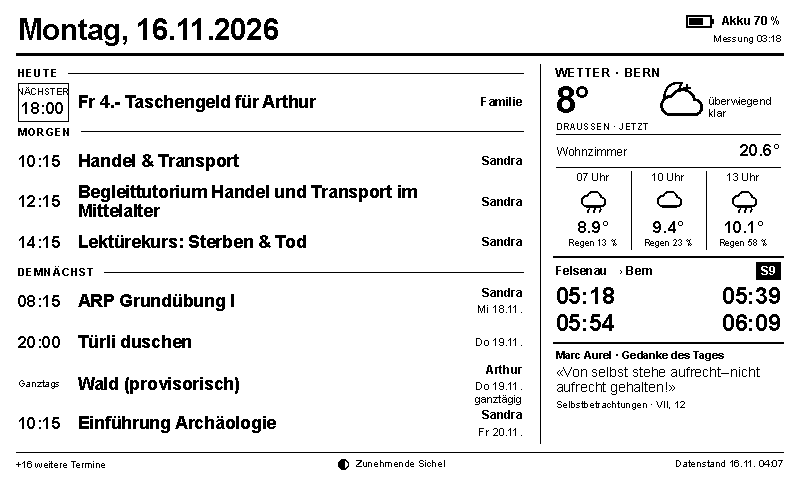 Montag, 16.11.2026
Akku 70 %
Messung 03:18
HEUTE
NÄCHSTER
18:00
Fr 4.- Taschengeld für Arthur
Familie
MORGEN
10:15 Handel & Transport Sandra
12:15 Begleittutorium Handel und Transport im
Mittelalter
Sandra
14:15 Lektürekurs: Sterben & Tod Sandra
DEMNÄCHST
08:15 ARP Grundübung I Sandra
Mi 18.11.
20:00 Türli duschen Do 19.11.
Ganztags Wald (provisorisch) Arthur
Do 19.11.
ganztägig
10:15 Einführung Archäologie Sandra
Fr 20.11.
WETTER · BERN
8°
überwiegend
klar
DRAUSSEN · JETZT
Wohnzimmer 20.6°
07 Uhr 10 Uhr 13 Uhr
8.9° 9.4° 10.1°
Regen 13 % Regen 23 % Regen 58 %
Felsenau › Bern S9
05:18 05:39
05:54 06:09
Marc Aurel · Gedanke des Tages
«Von selbst stehe aufrecht–nicht
aufrecht gehalten!»
Selbstbetrachtungen · VII, 12
+16 weitere Termine
Zunehmende Sichel
Datenstand 16.11. 04:07